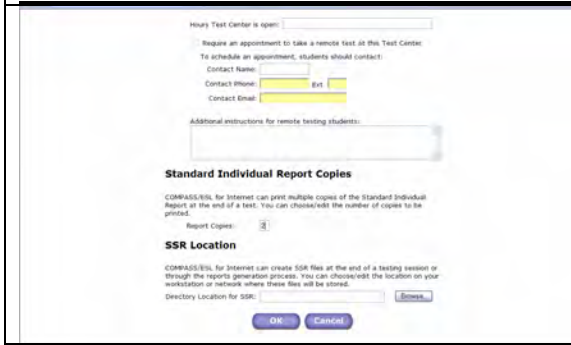 Hours Test Center is open:
Require an appointment to take a remote test at this Test Center
To schedule an appointment, students should contact:
Contact Name:
Contact Phone: Ext
Contact Email:
Additional instructions for remote testing students:
Standard Individual Report Copies
COMPASS/ESL for Internet can print multiple copies of the Standard Individual
Report at the end of a test. You can choose/edit the number of copies to be
printed.
Report Copies: 2
SSR Location
COMPASS/ESL for Internet can create SSR files at the end of a testing session or
through the reports generation process. You can choose/edit the location on your
workstation or network where these files will be stored.
Directory Location for SSR: Browse...
OK Cancel